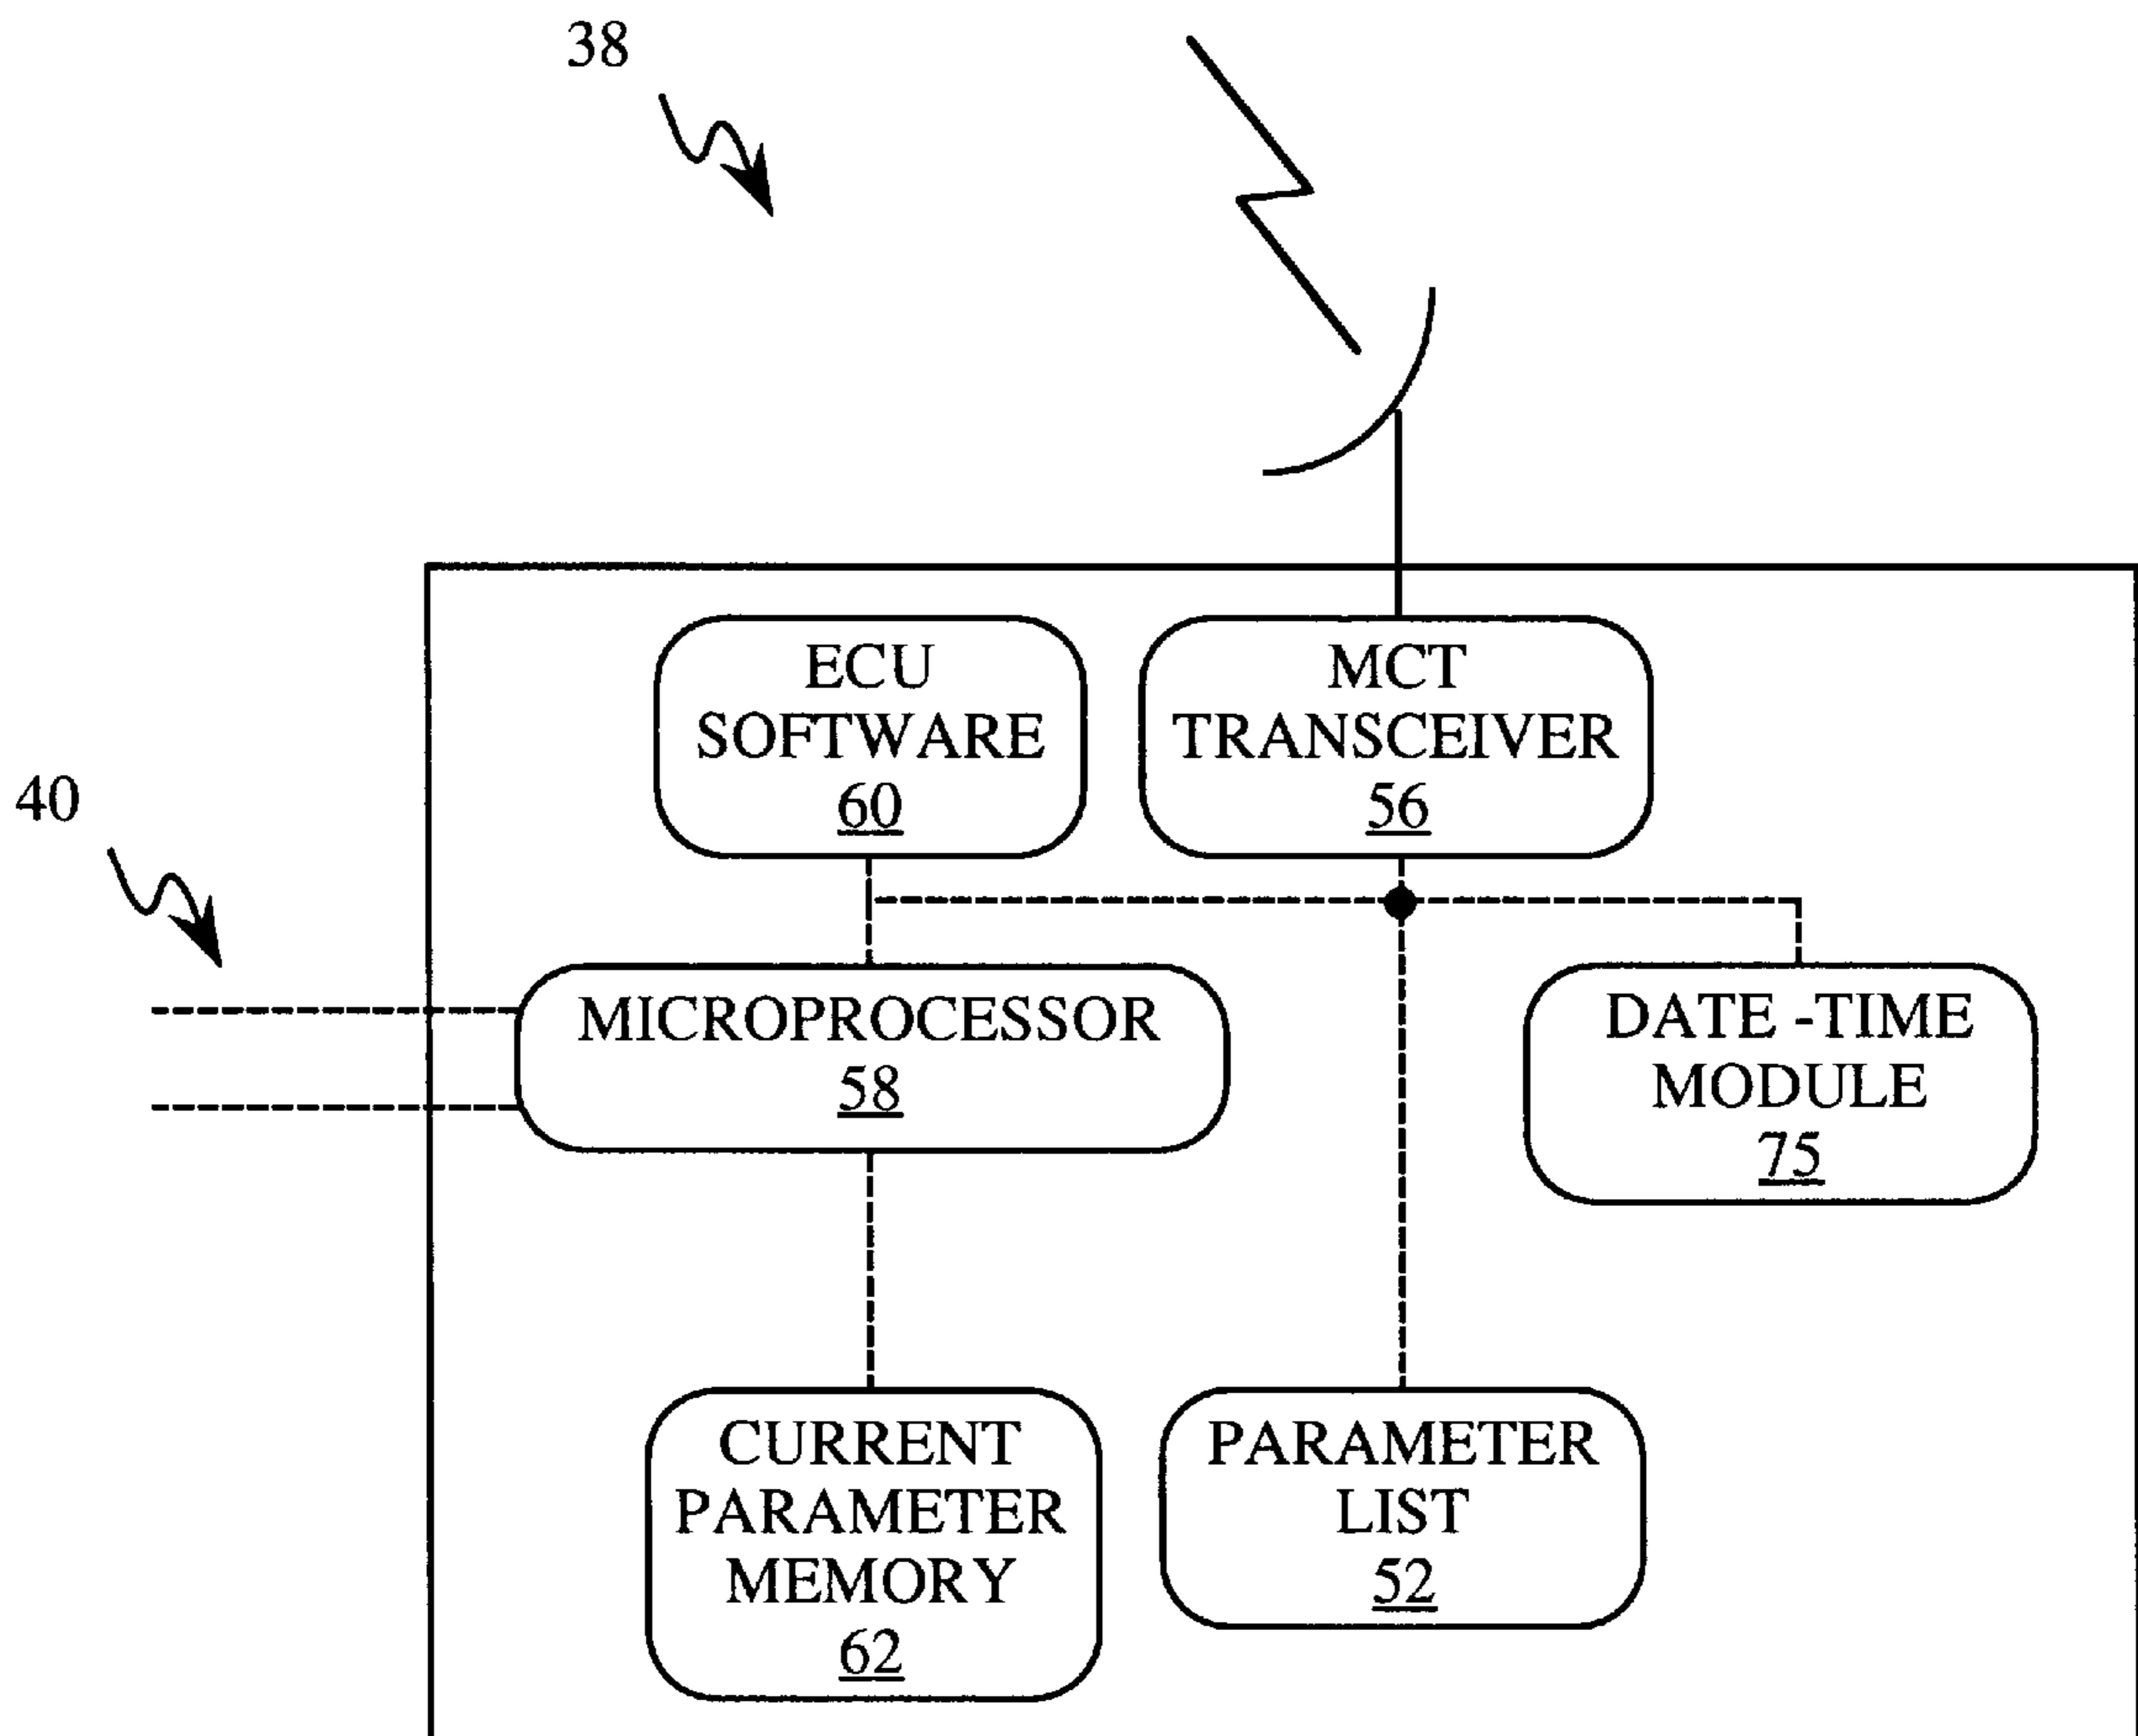 38
ECU
SOFTWARE
60
MCT
TRANSCEIVER
56
40
MICROPROCESSOR
58
DATE -TIME
MODULE
75
CURRENT
PARAMETER
MEMORY
62
PARAMETER
LIST
52